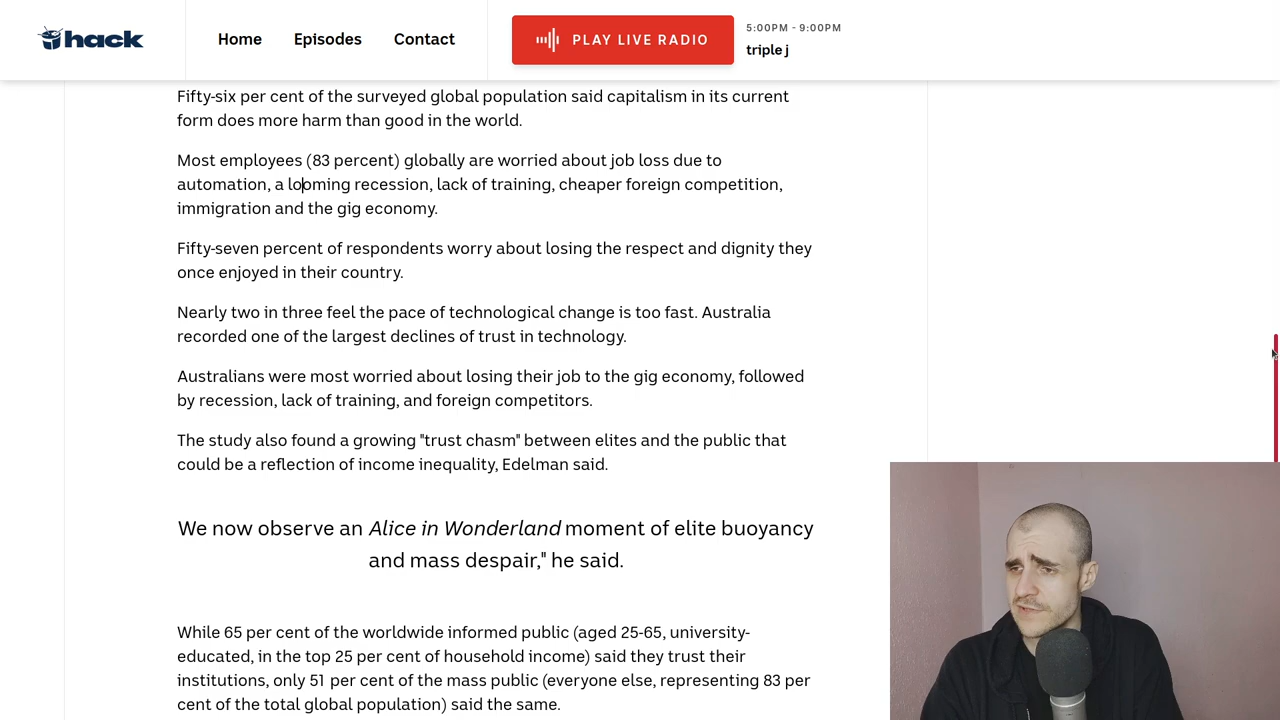 hack
Home
Episodes
Contact
PLAY LIVE RADIO
5:00PM - 9:00PM
triple j
Fifty-six per cent of the surveyed global population said capitalism in its current
form does more harm than good in the world.
Most employees (83 percent) globally are worried about job loss due to
automation, a looming recession, lack of training, cheaper foreign competition,
immigration and the gig economy.
Fifty-seven percent of respondents worry about losing the respect and dignity they
once enjoyed in their country.
Nearly two in three feel the pace of technological change is too fast. Australia
recorded one of the largest declines of trust in technology.
Australians were most worried about losing their job to the gig economy, followed
by recession, lack of training, and foreign competitors.
The study also found a growing "trust chasm" between elites and the public that
could be a reflection of income inequality, Edelman said.
We now observe an Alice in Wonderland moment of elite buoyancy
and mass despair," he said.
While 65 per cent of the worldwide informed public (aged 25-65, university-
educated, in the top 25 per cent of household income) said they trust their
institutions, only 51 per cent of the mass public (everyone else, representing 83 per
cent of the total global population) said the same.